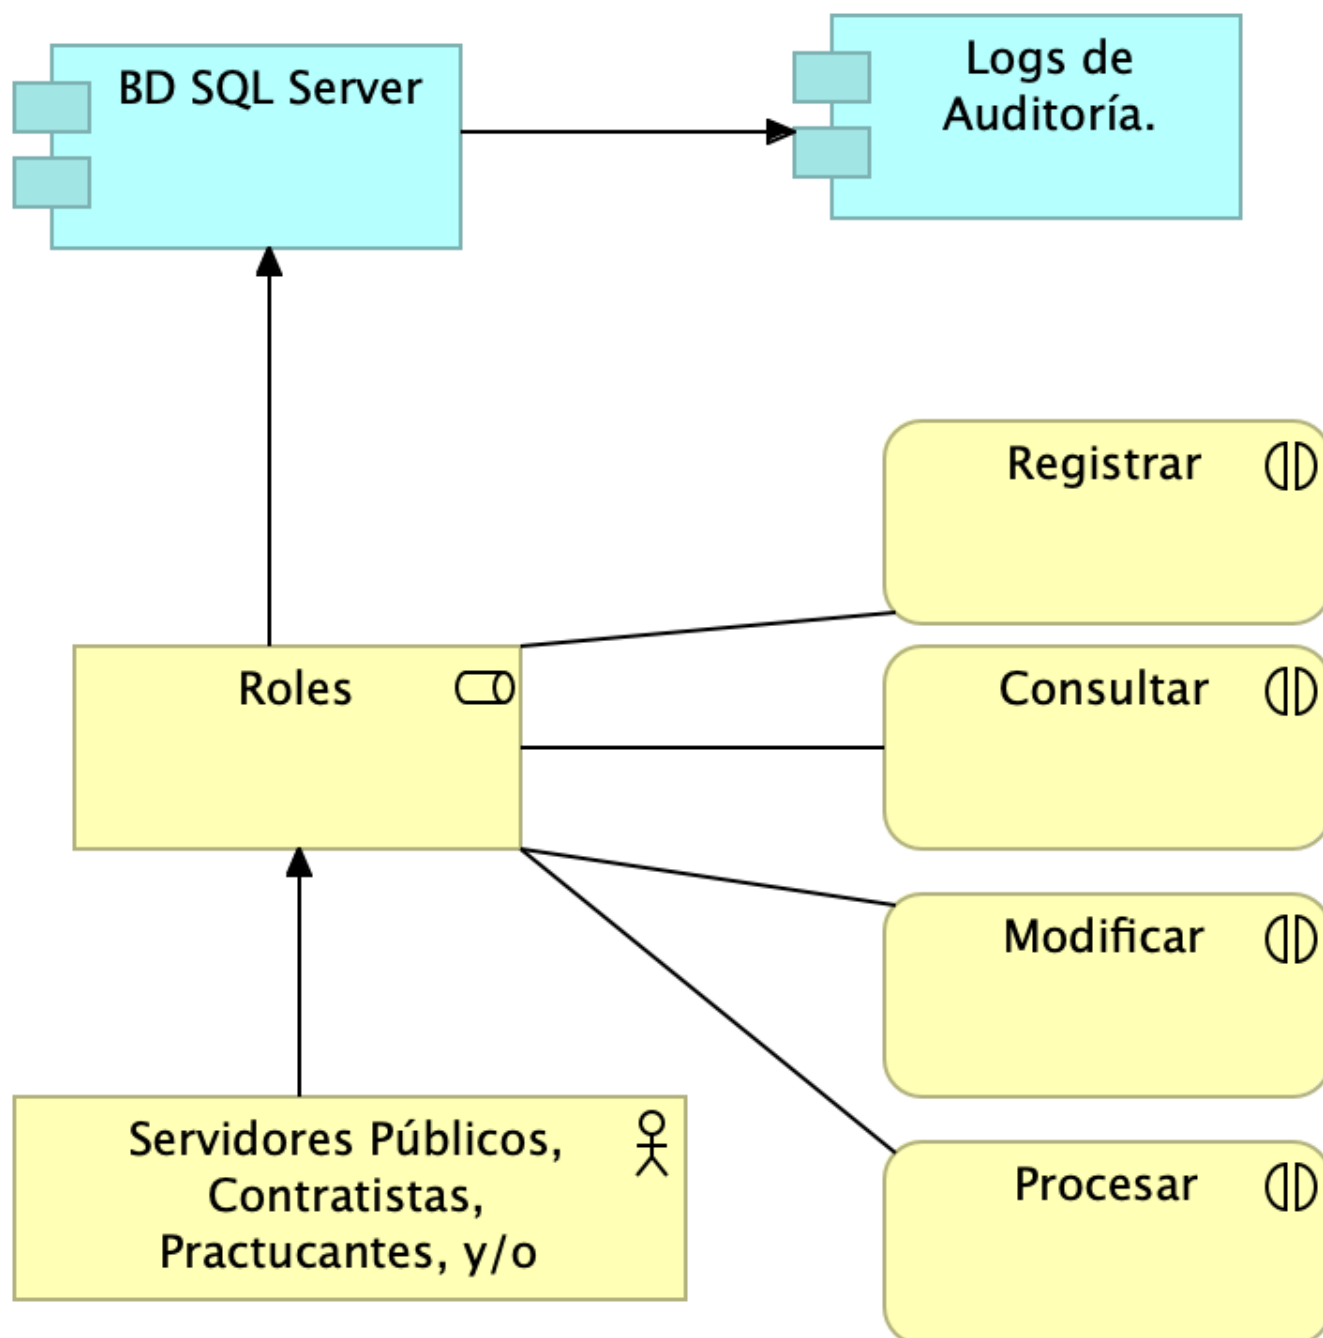 BD SQL Server
Logs de
Auditoría.
Registrar
Roles
Consultar
Modificar
Servidores Públicos,
Contratistas,
Practucantes, y/o
Procesar